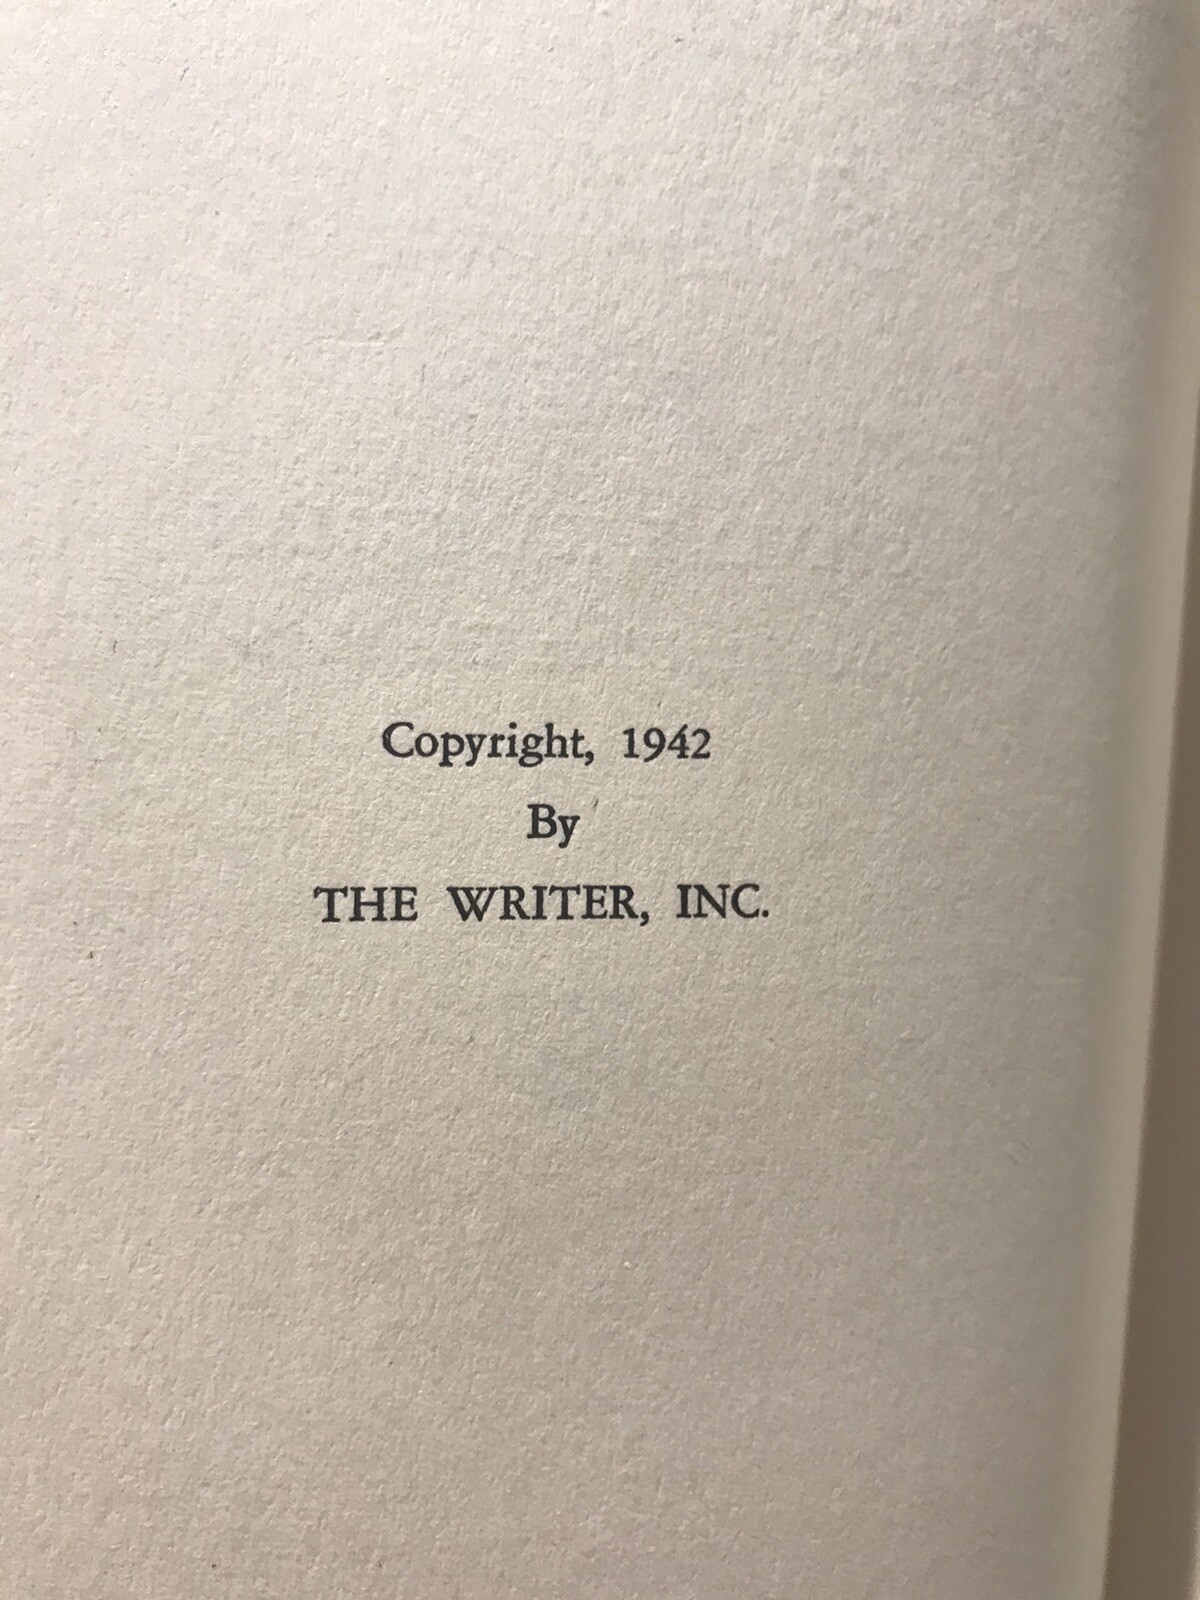 Copyright, 1942
By
THE WRITER, INC.